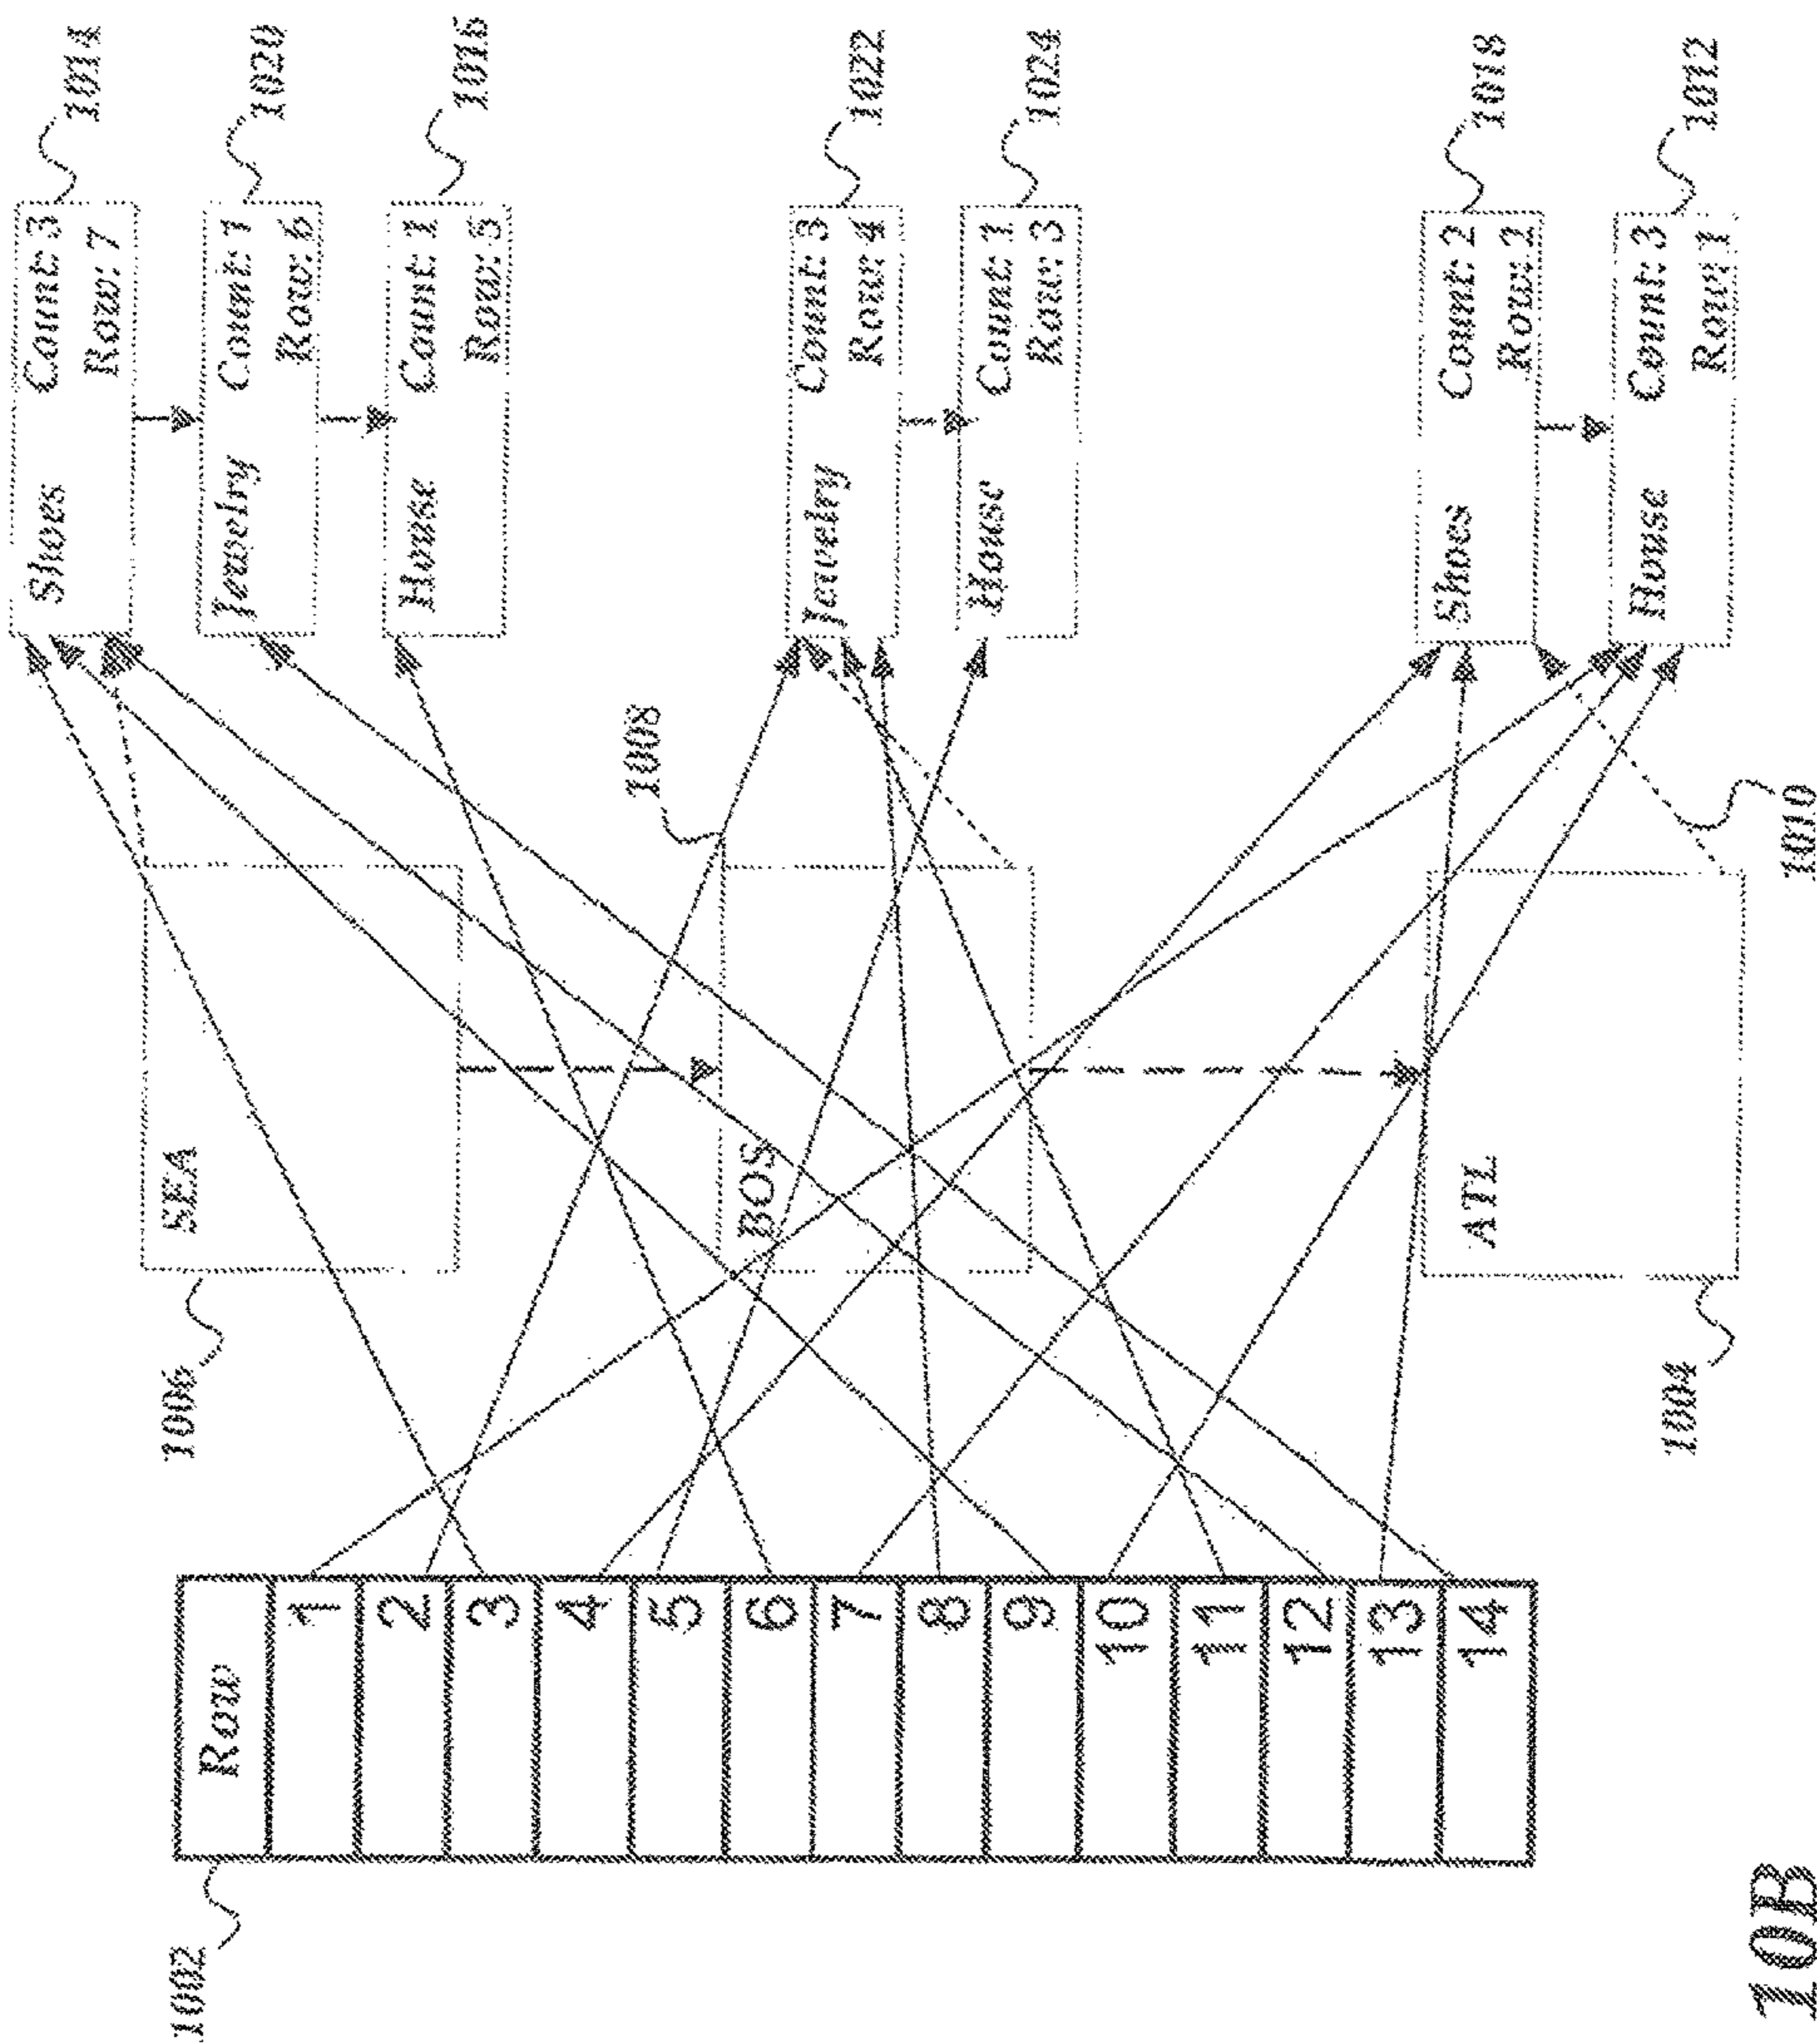 1002
Row
1
2
3
4
5
6
7
8
9
10
11
12
13
14
1006
SEA
1008
BOS
1004
ATL
1010
Shoes Count: 3
Row: 7
1014
Jewelry Count: 1
Row: 6
1020
House Count: 1
Row: 5
1016
Jewelry Count: 3
Row: 4
1022
House Count: 1
Row: 3
1024
Shoes Count: 2
Row: 2
1018
House Count: 3
Row: 1
1012
10B